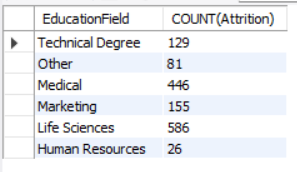 EducationField COUNT(Attrition)
Technical Degree 129
Other 81
Medical 446
Marketing 155
Life Sciences 586
Human Resources 26